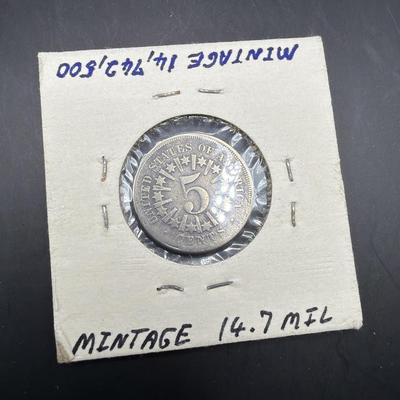 MINTAGE 14,742,500
UNITED STATES OF AMERICA
5
CENTS
MINTAGE 14.7 MIL